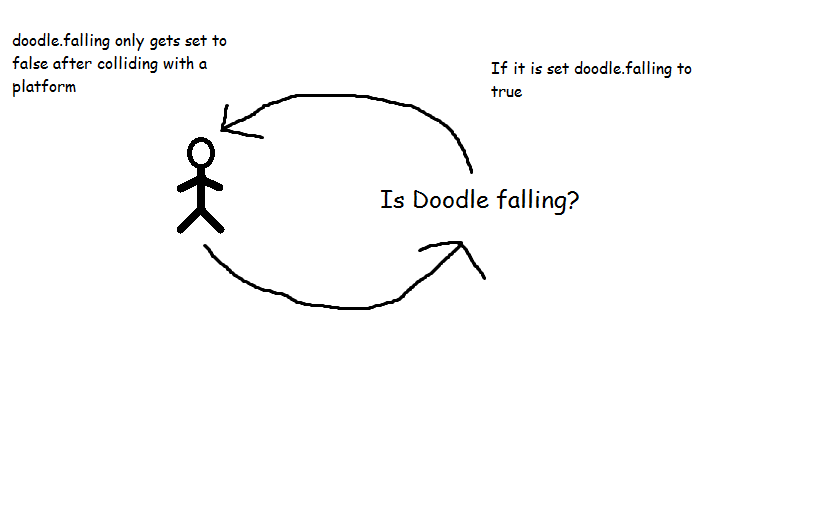 doodle.falling only gets set to
false after colliding with a
platform
If it is set doodle.falling to
true
Is Doodle falling?